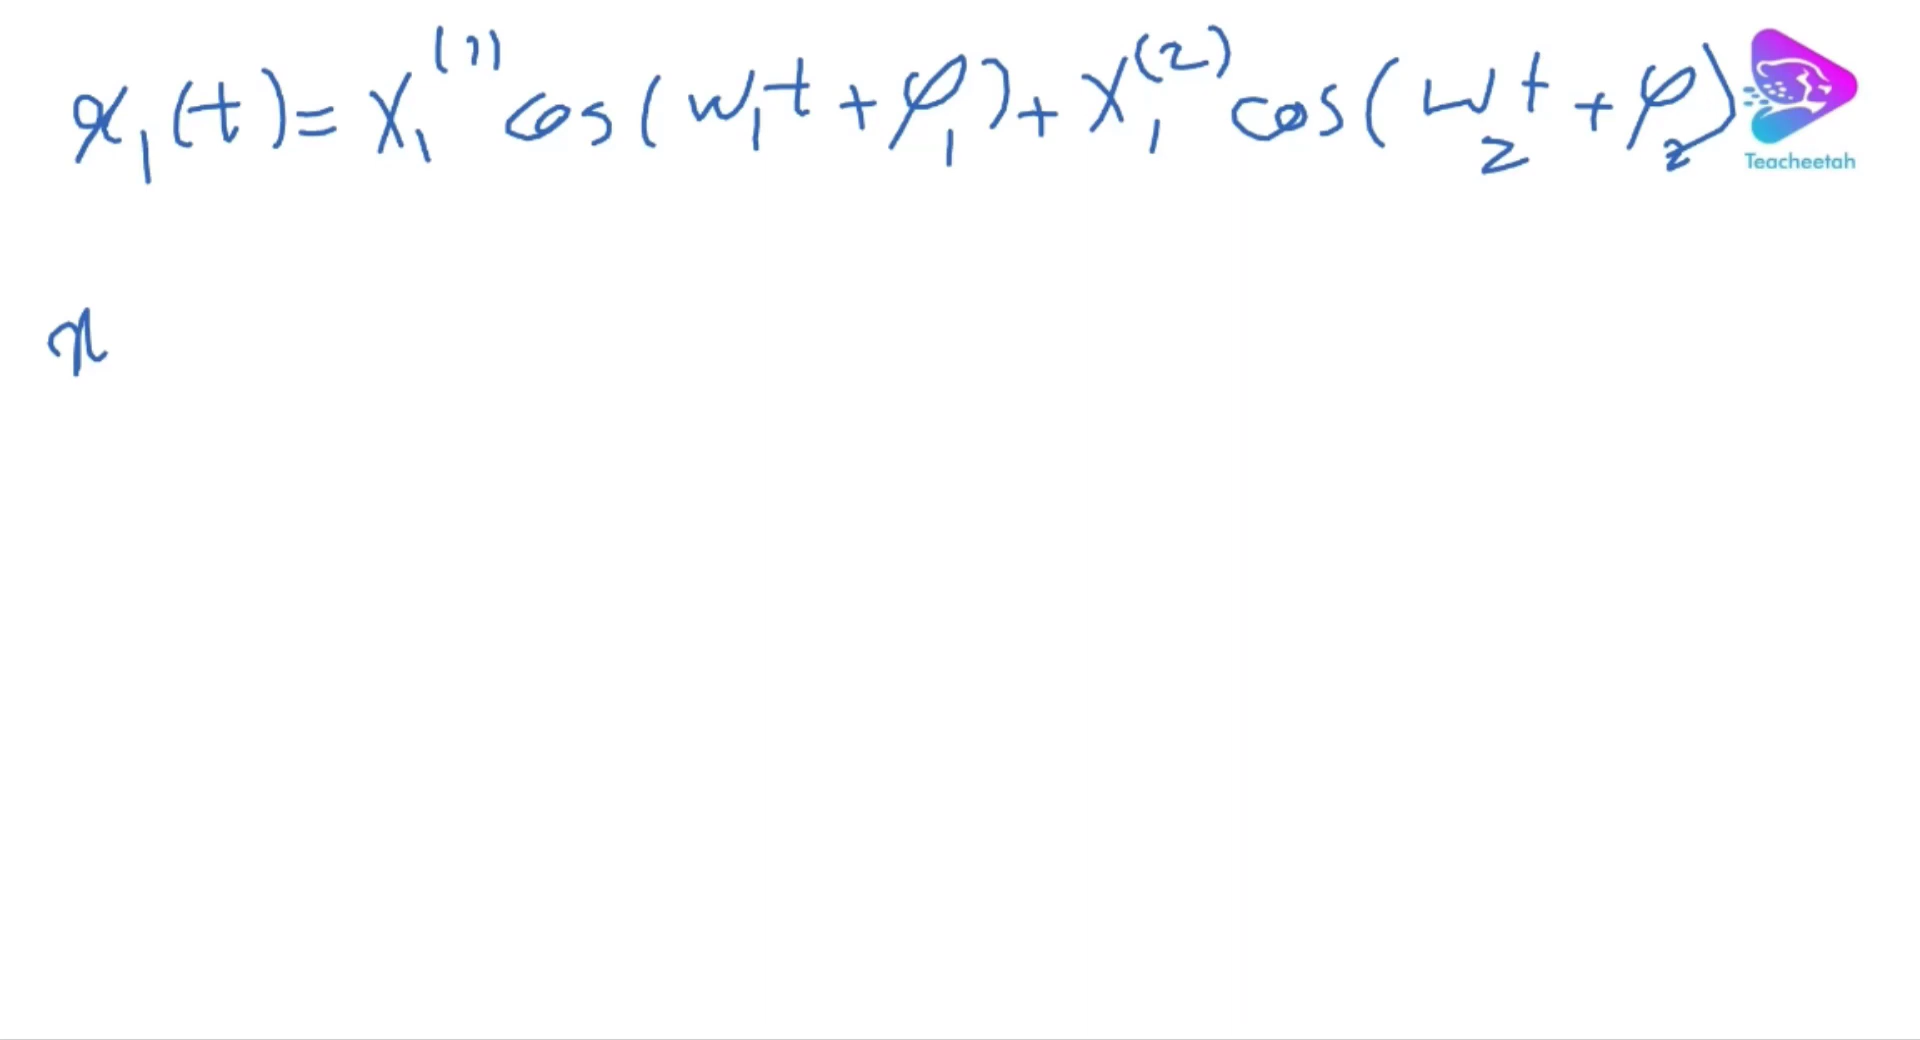 x₁(t) = X₁⁽¹⁾ cos(ω₁t + φ₁) + X₁⁽²⁾ cos(ω₂t + φ₂)
Teacheetah
x